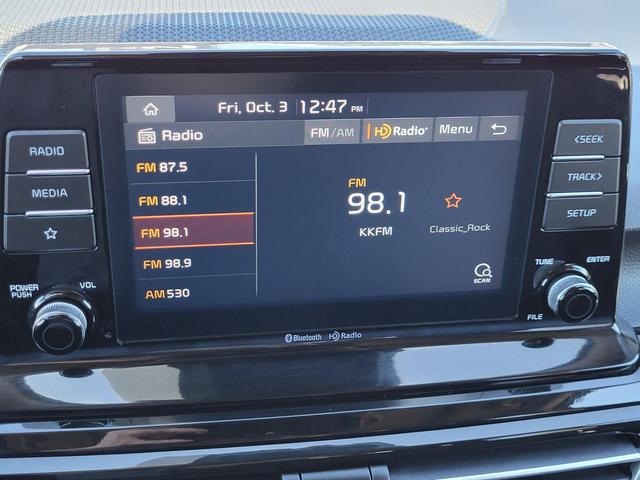 Fri, Oct. 3 12:47 PM
Radio FM/AM HD Radio Menu
FM 87.5
FM 88.1
FM 98.1
FM 98.9
AM 530
FM
98.1
KKFM
Classic_Rock
SCAN
RADIO
MEDIA
POWER
PUSH
VOL
<SEEK
TRACK>
SETUP
TUNE
ENTER
FILE
Bluetooth HD Radio